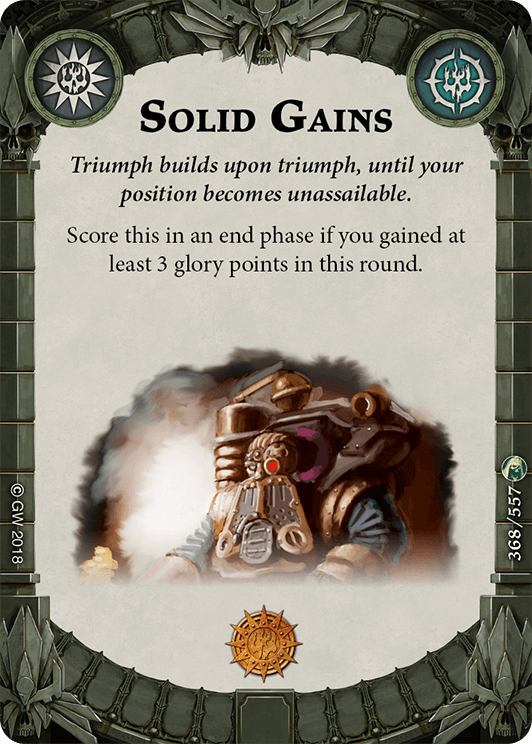 Solid Gains
Triumph builds upon triumph, until your
position becomes unassailable.
Score this in an end phase if you gained at
least 3 glory points in this round.
© GW 2018
368/557